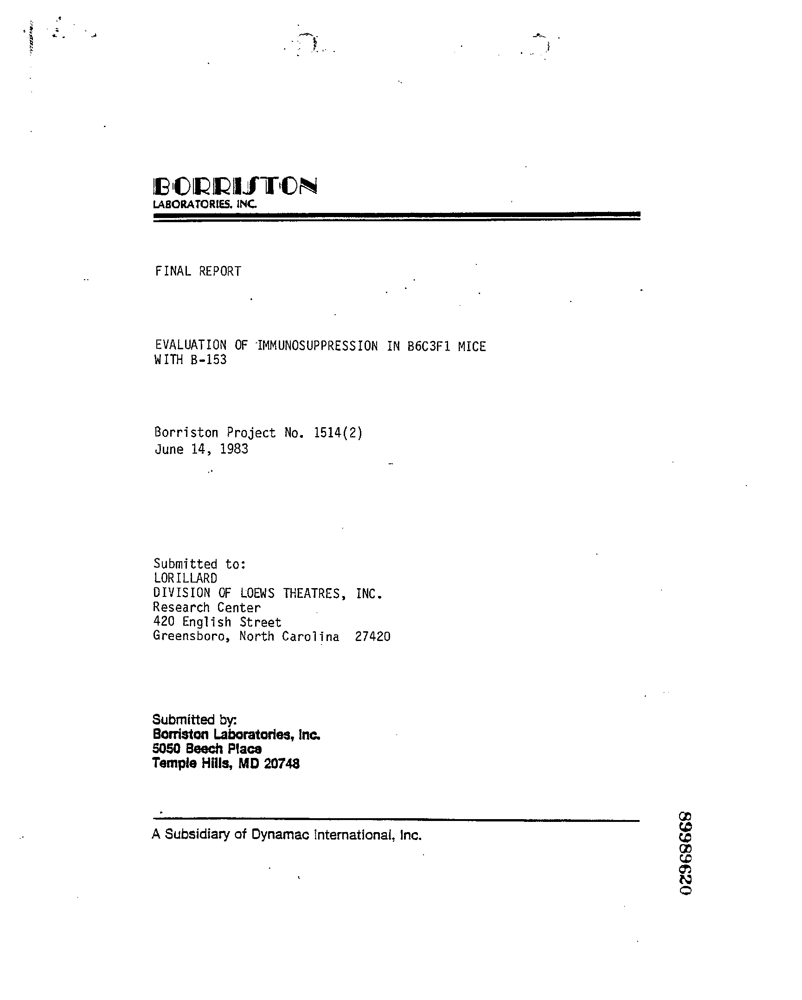 BORRISTON
LABORATORIES, INC.
FINAL REPORT
EVALUATION OF IMMUNOSUPPRESSION IN B6C3F1 MICE
WITH B-153
Borriston Project No. 1514(2)
June 14, 1983
Submitted to:
LORILLARD
DIVISION OF LOEWS THEATRES, INC.
Research Center
420 English Street
Greensboro, North Carolina 27420
Submitted by:
Borriston Laboratories, Inc.
5050 Beech Place
Temple Hills, MD 20748
A Subsidiary of Dynamac International, Inc.
89989620